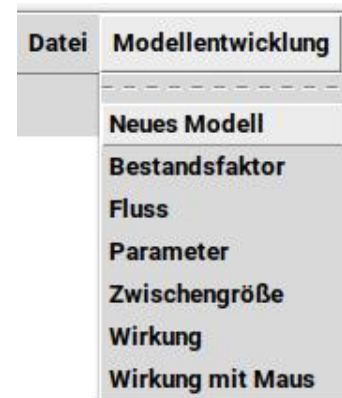 Datei Modellentwicklung
Neues Modell
Bestandsfaktor
Fluss
Parameter
Zwischengröße
Wirkung
Wirkung mit Maus